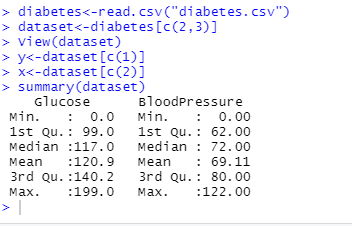 > diabetes<-read.csv("diabetes.csv")
> dataset<-diabetes[c(2,3)]
> View(dataset)
> y<-dataset[c(1)]
> x<-dataset[c(2)]
> summary(dataset)
    Glucose      BloodPressure
 Min.   :  0.0   Min.   :  0.00
 1st Qu.: 99.0   1st Qu.: 62.00
 Median :117.0   Median : 72.00
 Mean   :120.9   Mean   : 69.11
 3rd Qu.:140.2   3rd Qu.: 80.00
 Max.   :199.0   Max.   :122.00
>